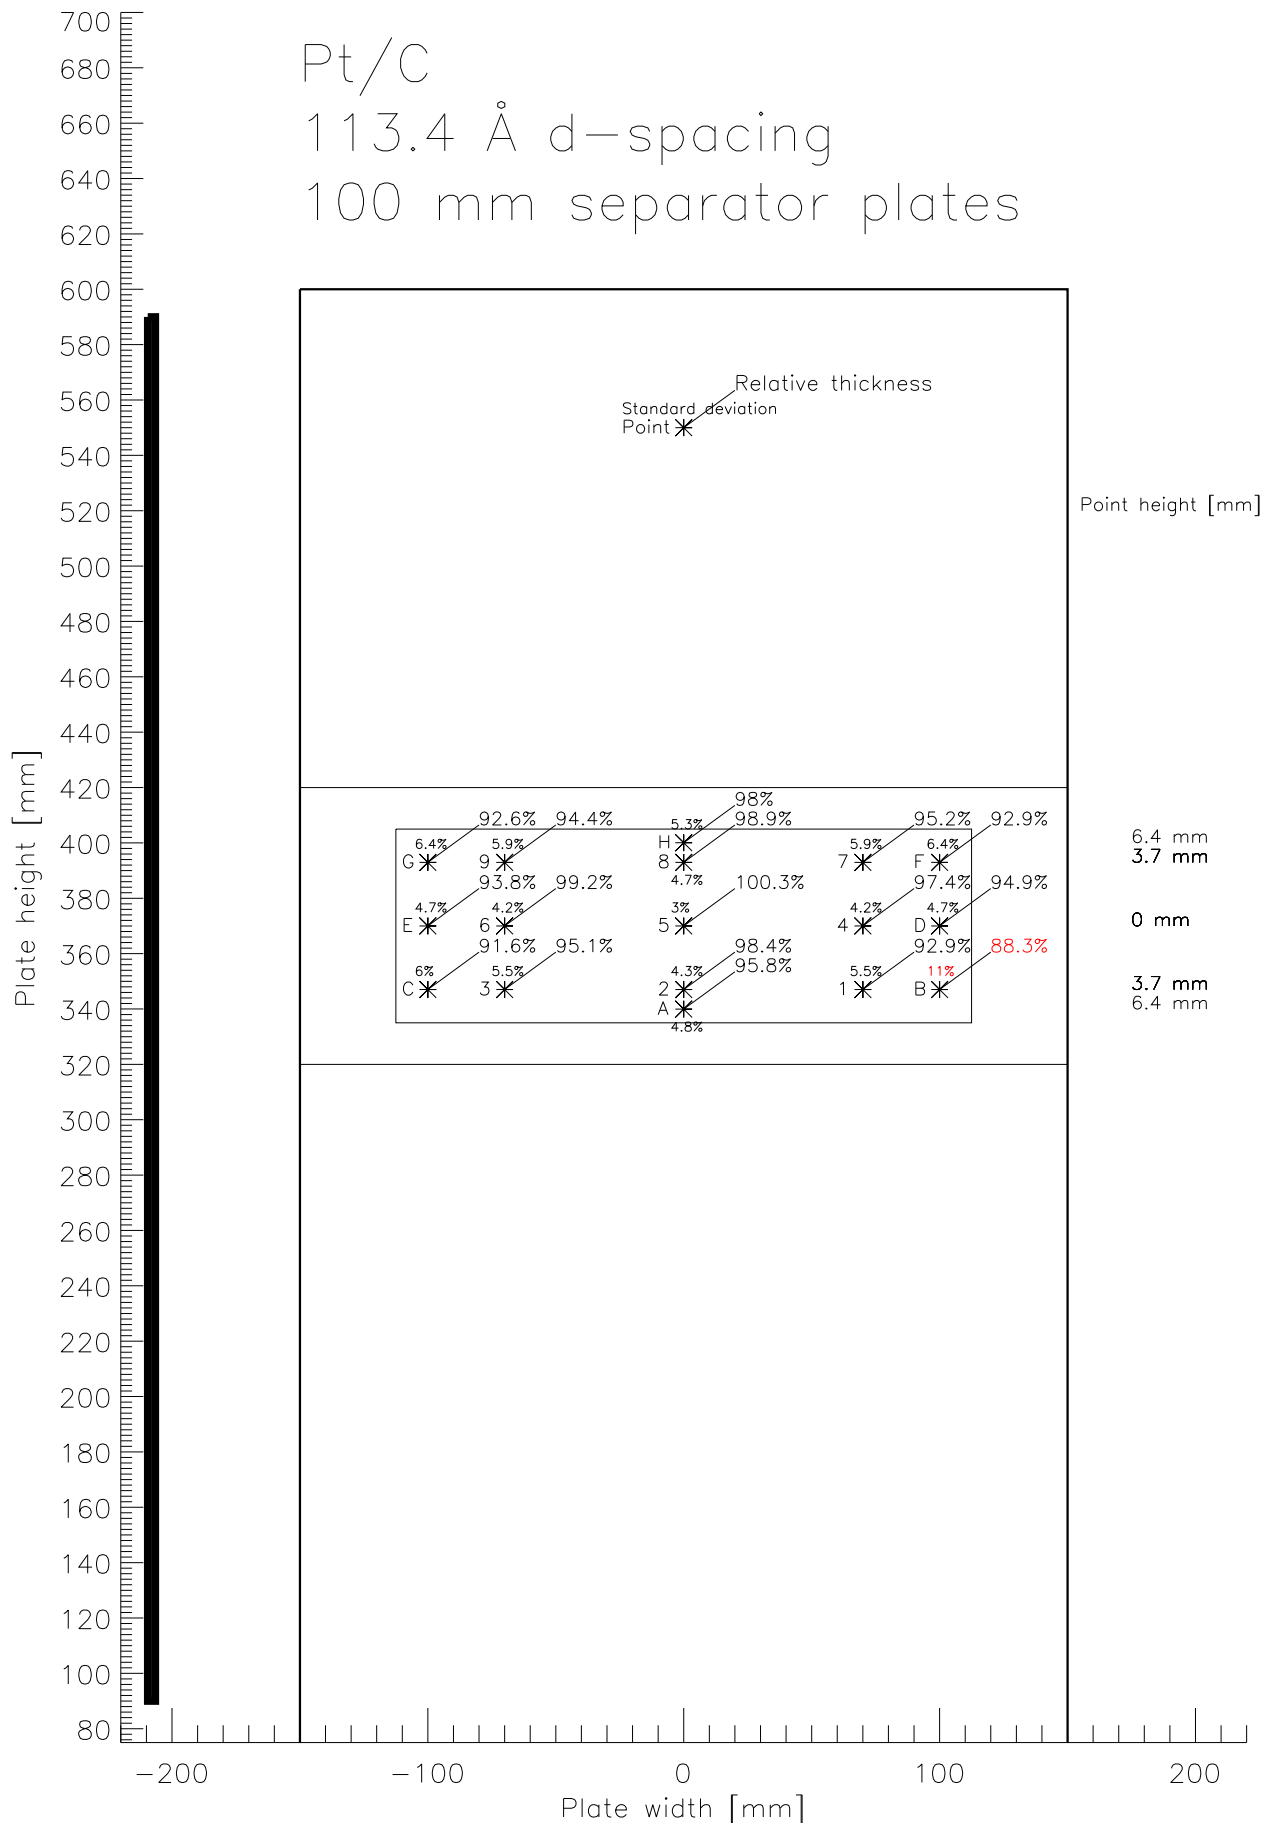 Pt/C
113.4 Å d-spacing
100 mm separator plates
Relative thickness
Standard deviation
Point
Point height [mm]
98%
92.6% 94.4% 98.9% 95.2% 92.9%
5.3%
6.4% 5.9% H 5.9% 6.4% 6.4 mm
G 9 8 7 F 3.7 mm
4.7%
93.8% 99.2% 100.3% 97.4% 94.9%
4.7% 4.2% 3% 4.2% 4.7%
E 6 5 4 D 0 mm
91.6% 95.1% 98.4% 92.9% 88.3%
95.8%
6% 5.5% 4.3% 5.5% 11%
C 3 2 1 B 3.7 mm
A 6.4 mm
4.8%
700
680
660
640
620
600
580
560
540
520
500
480
460
440
420
400
380
360
340
320
300
280
260
240
220
200
180
160
140
120
100
80
Plate height [mm]
-200 -100 0 100 200
Plate width [mm]